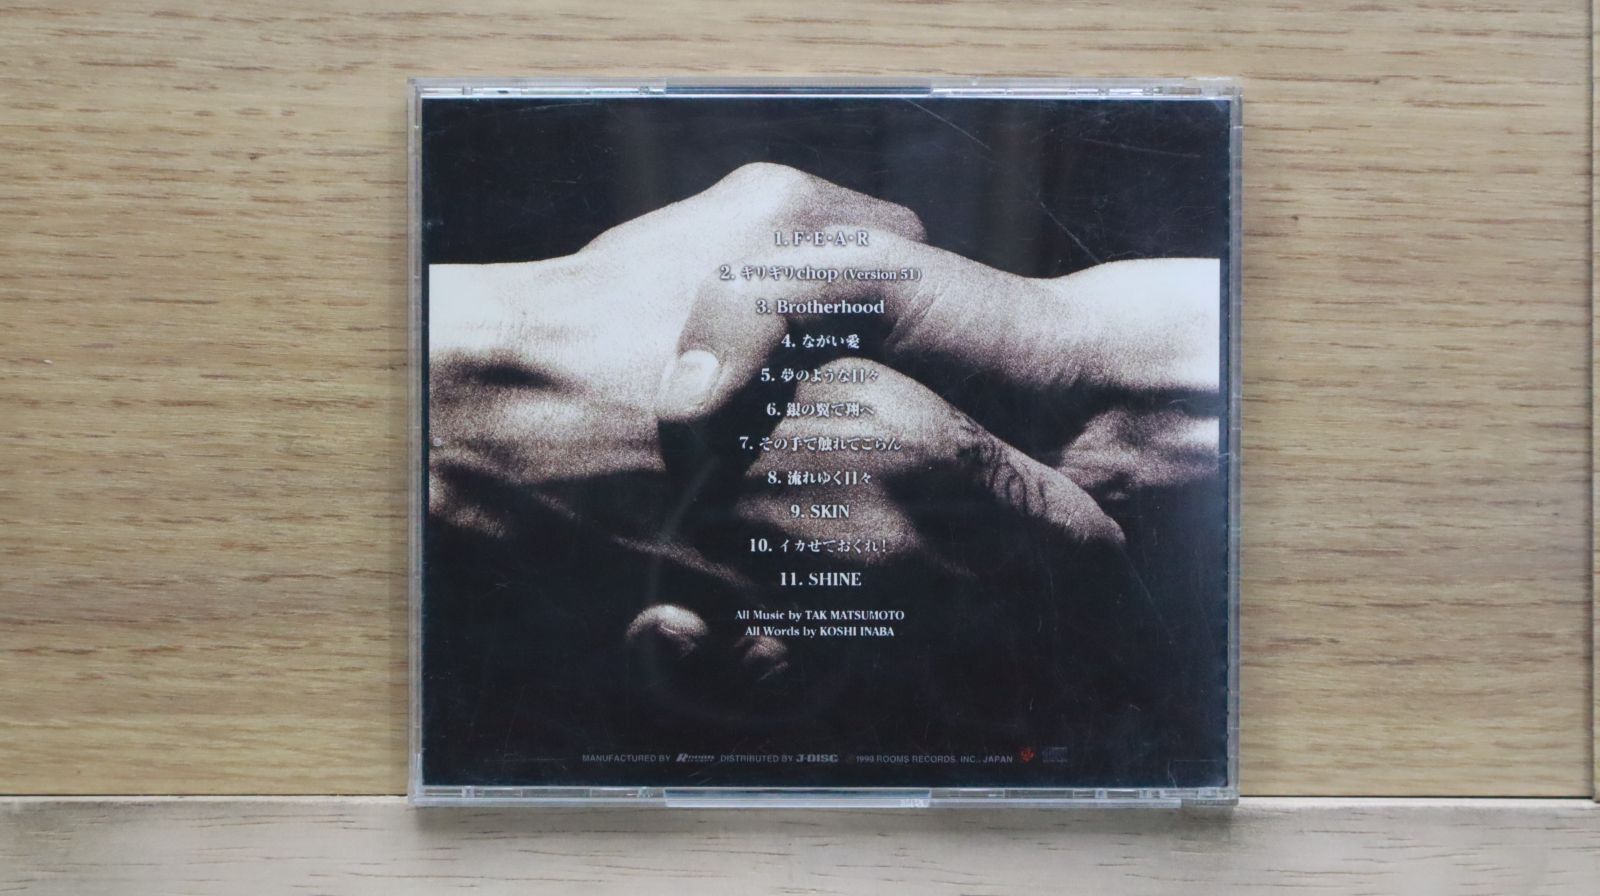 1. F·E·A·R
2. ギリギリchop (Version 51)
3. Brotherhood
4. ながい愛
5. 夢のような日々
6. 銀の翼で翔べ
7. その手で触れてごらん
8. 流れゆく日々
9. SKIN
10. イカせておくれ!
11. SHINE
All Music by TAK MATSUMOTO
All Words by KOSHI INABA
MANUFACTURED BY Rooms DISTRIBUTED BY J-DISC ℗1999 ROOMS RECORDS, INC., JAPAN